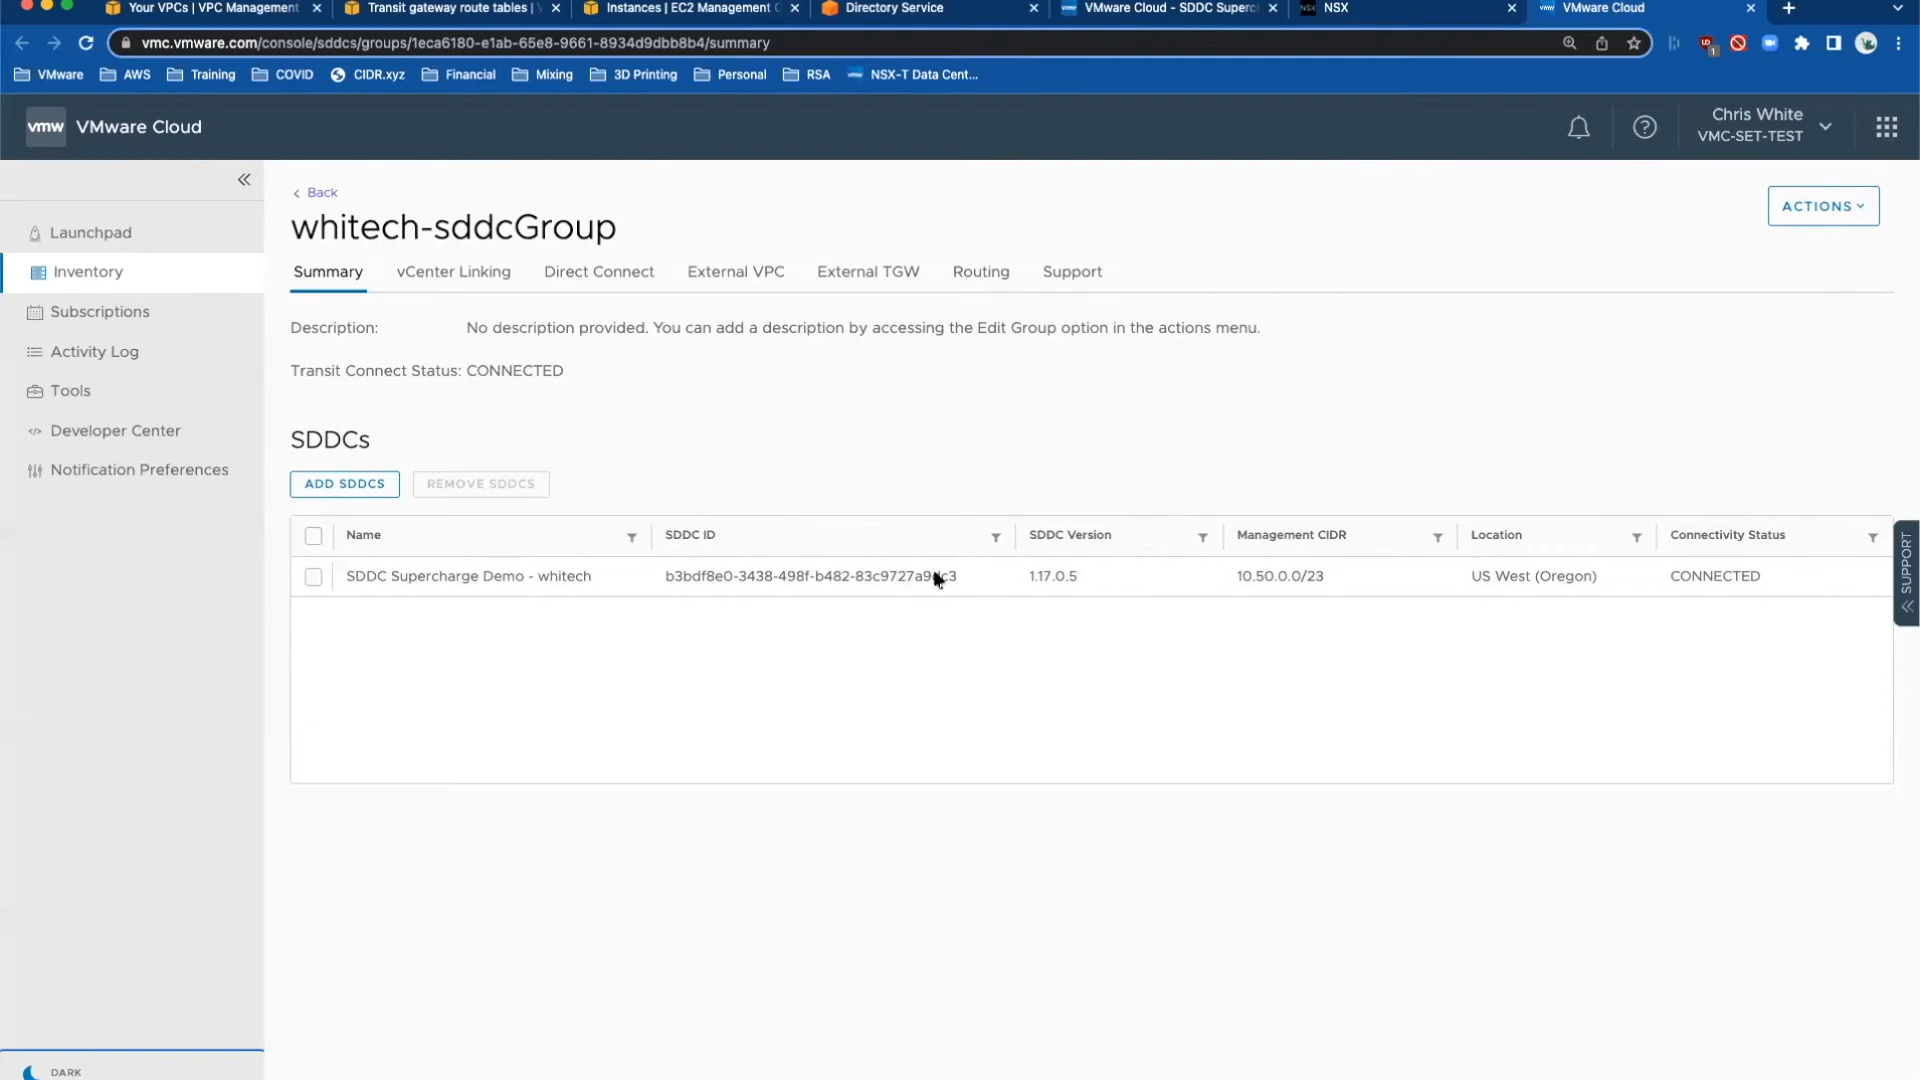 Your VPCs | VPC Management
Transit gateway route tables |
Instances | EC2 Management
Directory Service
VMware Cloud - SDDC Superc
NSX
VMware Cloud
vmc.vmware.com/console/sddcs/groups/1eca6180-e1ab-65e8-9661-8934d9dbb8b4/summary
VMware
AWS
Training
COVID
CIDR.xyz
Financial
Mixing
3D Printing
Personal
RSA
NSX-T Data Cent...
vmw
VMware Cloud
Chris White
VMC-SET-TEST
Launchpad
Inventory
Subscriptions
Activity Log
Tools
Developer Center
Notification Preferences
DARK
Back
whitech-sddcGroup
ACTIONS
Summary
vCenter Linking
Direct Connect
External VPC
External TGW
Routing
Support
Description: No description provided. You can add a description by accessing the Edit Group option in the actions menu.
Transit Connect Status: CONNECTED
SDDCs
ADD SDDCS
REMOVE SDDCS
Name SDDC ID SDDC Version Management CIDR Location Connectivity Status
SDDC Supercharge Demo - whitech 1.17.0.5 10.50.0.0/23 US West (Oregon) CONNECTED
SUPPORT